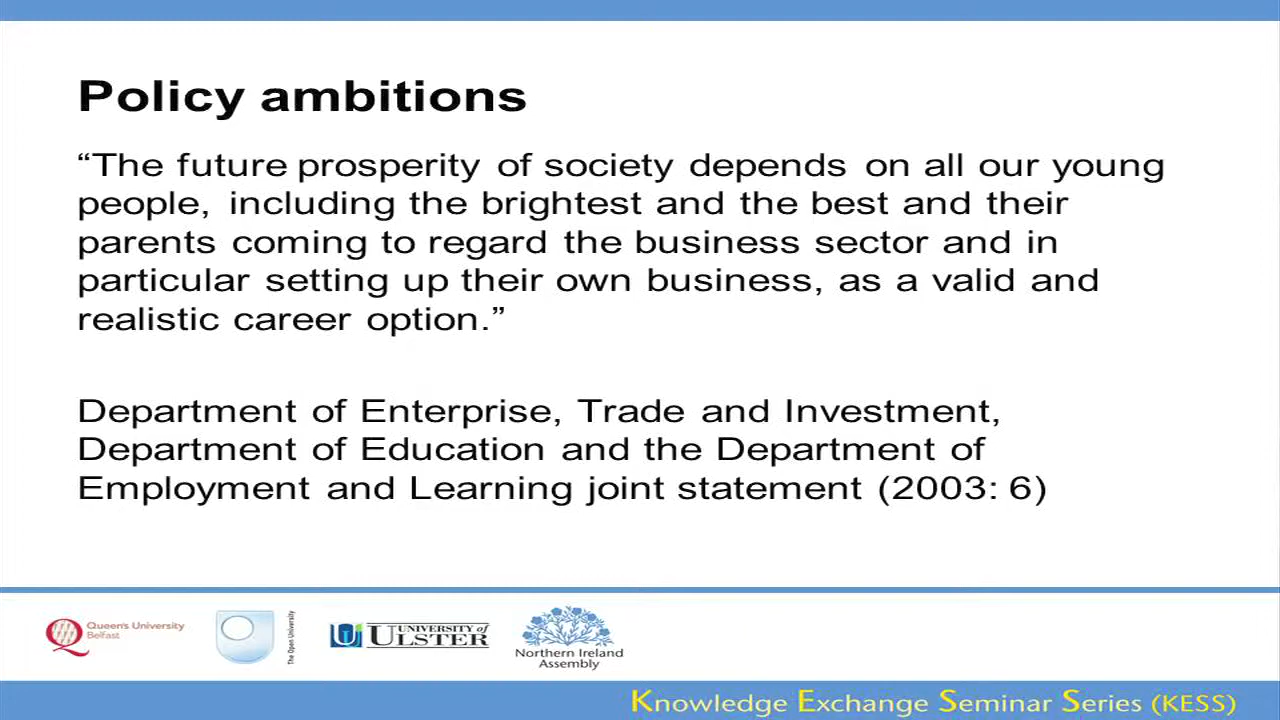 Policy ambitions
“The future prosperity of society depends on all our young
people, including the brightest and the best and their
parents coming to regard the business sector and in
particular setting up their own business, as a valid and
realistic career option.”
Department of Enterprise, Trade and Investment,
Department of Education and the Department of
Employment and Learning joint statement (2003: 6)
Queen's University
Belfast
The Open University
UNIVERSITY of
ULSTER
Northern Ireland
Assembly
Knowledge Exchange Seminar Series (KESS)